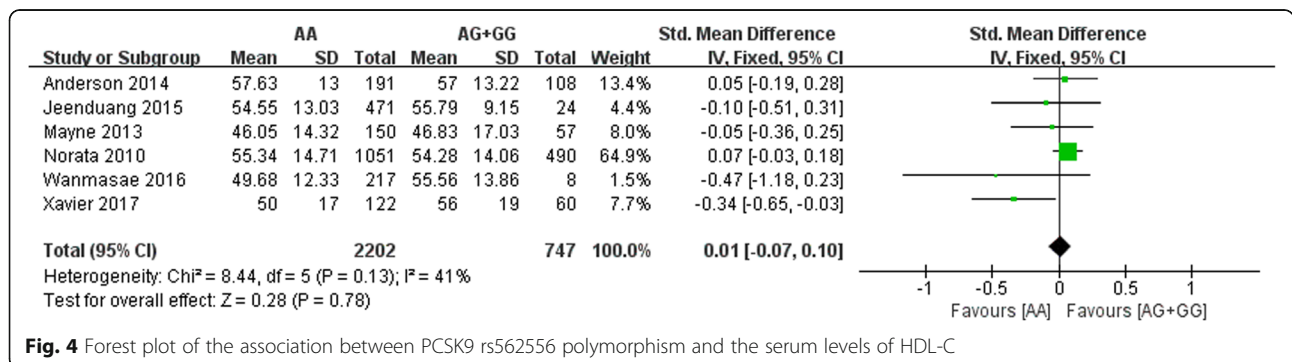 AA AG+GG Std. Mean Difference Std. Mean Difference
Study or Subgroup Mean SD Total Mean SD Total Weight IV, Fixed, 95% CI IV, Fixed, 95% CI
Anderson 2014 57.63 13 191 57 13.22 108 13.4% 0.05 [-0.19, 0.28]
Jeenduang 2015 54.55 13.03 471 55.79 9.15 24 4.4% -0.10 [-0.51, 0.31]
Mayne 2013 46.05 14.32 150 46.83 17.03 57 8.0% -0.05 [-0.36, 0.25]
Norata 2010 55.34 14.71 1051 54.28 14.06 490 64.9% 0.07 [-0.03, 0.18]
Wanmasae 2016 49.68 12.33 217 55.56 13.86 8 1.5% -0.47 [-1.18, 0.23]
Xavier 2017 50 17 122 56 19 60 7.7% -0.34 [-0.65, -0.03]
Total (95% CI) 2202 747 100.0% 0.01 [-0.07, 0.10]
Heterogeneity: Chi² = 8.44, df = 5 (P = 0.13); I² = 41%
Test for overall effect: Z = 0.28 (P = 0.78)
-1 -0.5 0 0.5 1
Favours [AA] Favours [AG+GG]
Fig. 4 Forest plot of the association between PCSK9 rs562556 polymorphism and the serum levels of HDL-C